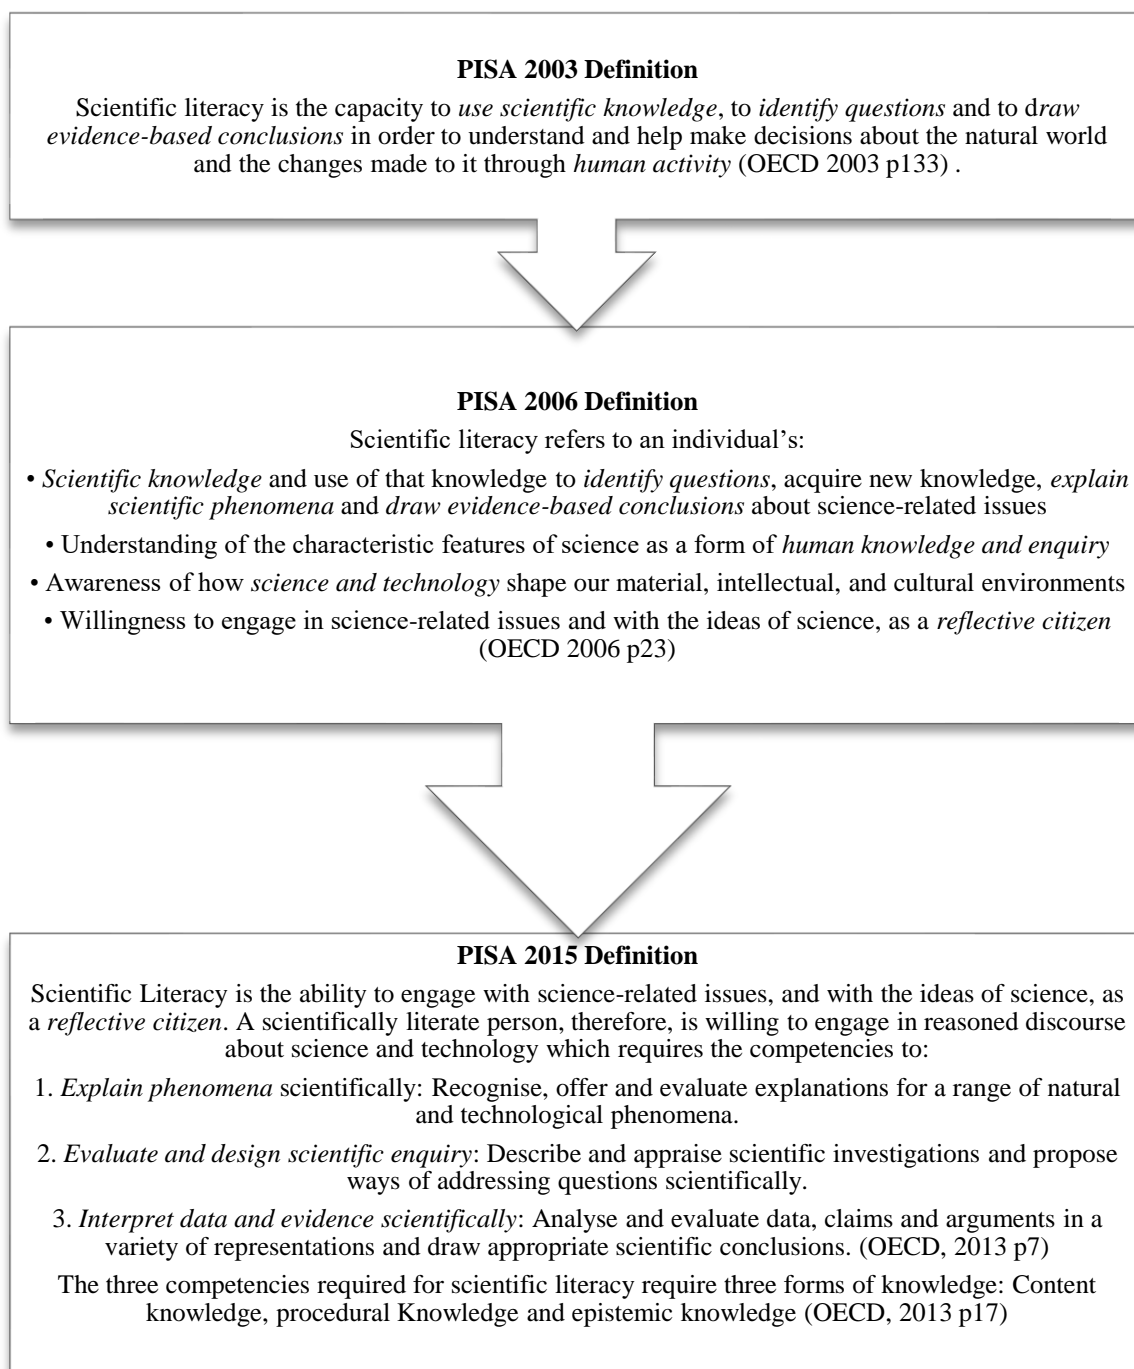 PISA 2003 Definition
Scientific literacy is the capacity to use scientific knowledge, to identify questions and to draw
evidence-based conclusions in order to understand and help make decisions about the natural world
and the changes made to it through human activity (OECD 2003 p133) .
PISA 2006 Definition
Scientific literacy refers to an individual’s:
• Scientific knowledge and use of that knowledge to identify questions, acquire new knowledge, explain
scientific phenomena and draw evidence-based conclusions about science-related issues
• Understanding of the characteristic features of science as a form of human knowledge and enquiry
• Awareness of how science and technology shape our material, intellectual, and cultural environments
• Willingness to engage in science-related issues and with the ideas of science, as a reflective citizen
(OECD 2006 p23)
PISA 2015 Definition
Scientific Literacy is the ability to engage with science-related issues, and with the ideas of science, as
a reflective citizen. A scientifically literate person, therefore, is willing to engage in reasoned discourse
about science and technology which requires the competencies to:
1. Explain phenomena scientifically: Recognise, offer and evaluate explanations for a range of natural
and technological phenomena.
2. Evaluate and design scientific enquiry: Describe and appraise scientific investigations and propose
ways of addressing questions scientifically.
3. Interpret data and evidence scientifically: Analyse and evaluate data, claims and arguments in a
variety of representations and draw appropriate scientific conclusions. (OECD, 2013 p7)
The three competencies required for scientific literacy require three forms of knowledge: Content
knowledge, procedural Knowledge and epistemic knowledge (OECD, 2013 p17)